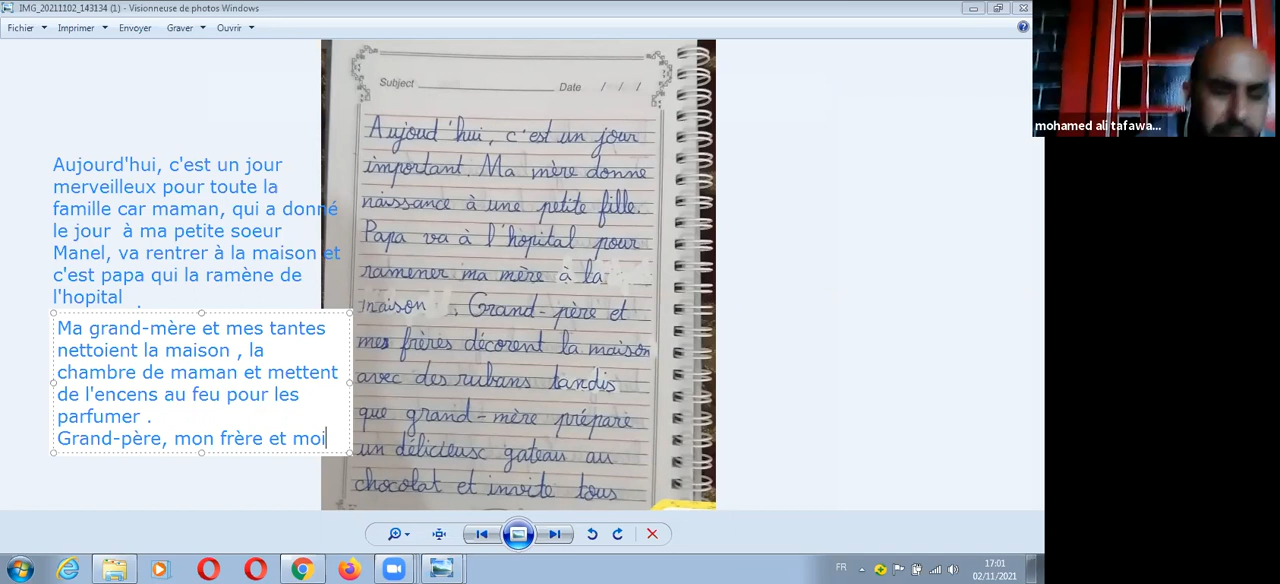 IMG_20211102_143134 (1) - Visionneuse de photos Windows
Fichier Imprimer Envoyer Graver Ouvrir
mohamed ali tafawa...
Aujourd'hui, c'est un jour
merveilleux pour toute la
famille car maman, qui a donné
le jour à ma petite soeur
Manel, va rentrer à la maison et
c'est papa qui la ramène de
l'hopital
.
Ma grand-mère et mes tantes
nettoient la maison , la
chambre de maman et mettent
de l'encens au feu pour les
parfumer .
Grand-père, mon frère et moi
Subject Date / / /
Aujoud'hui, c'est un jour
important. Ma mère donne
naissance à une petite fille.
Papa va à l'hopital pour
ramener ma mère à la
maison . Grand-père et
mes frères décorent la maison
avec des rubans tandis
que grand-mère prépare
un délicieux gateau au
chocolat et invite tous
FR
17:01
02/11/2021